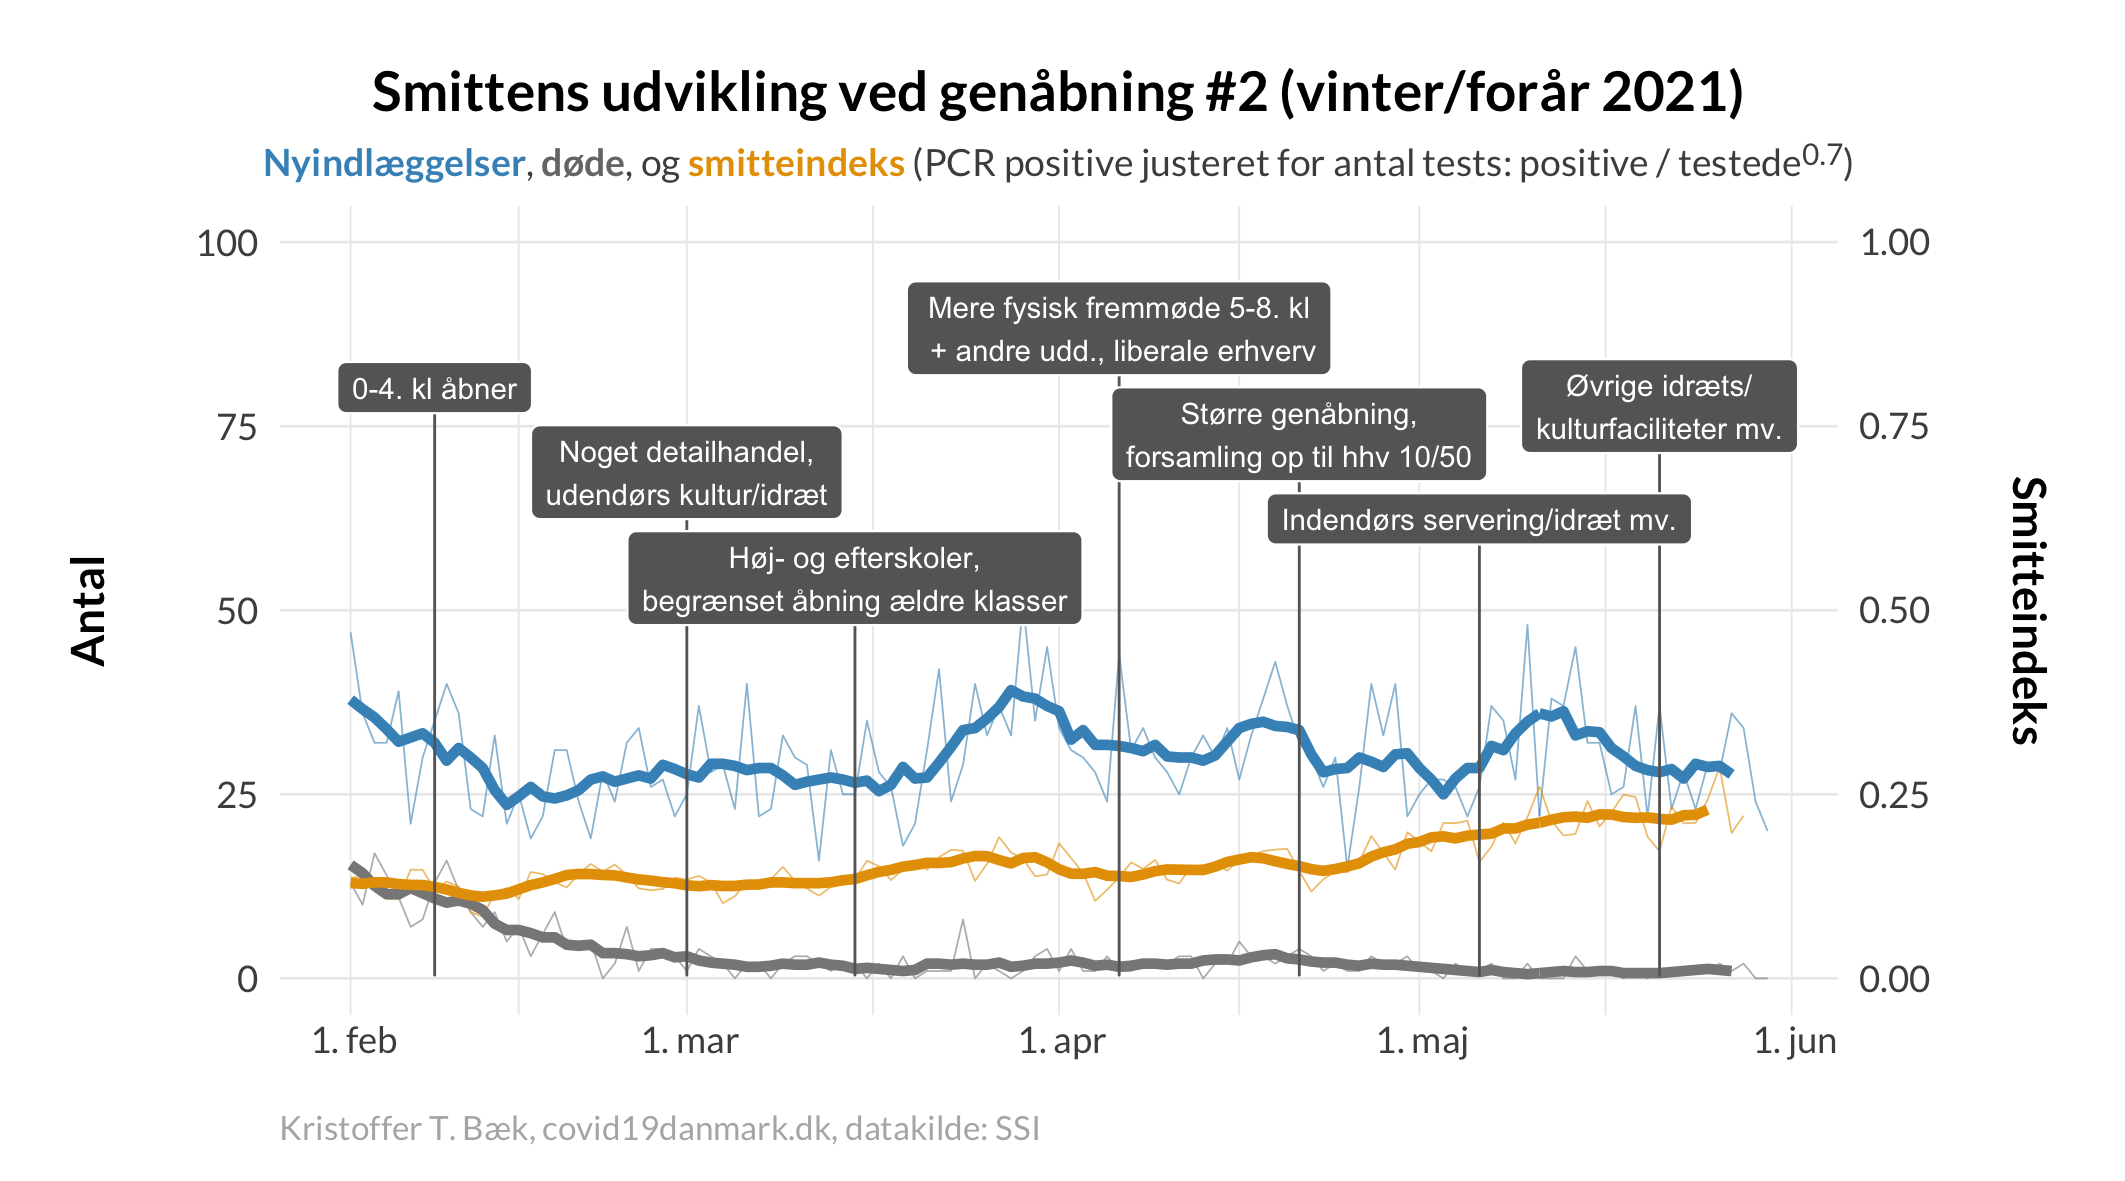 Smittens udvikling ved genåbning #2 (vinter/forår 2021)
Nyindlæggelser, døde, og smitteindeks (PCR positive justeret for antal tests: positive / testede^0.7)
100
75
50
25
0
Antal
1.00
0.75
0.50
0.25
0.00
Smitteindeks
0-4. kl åbner
Noget detailhandel,
udendørs kultur/idræt
Høj- og efterskoler,
begrænset åbning ældre klasser
Mere fysisk fremmøde 5-8. kl
+ andre udd., liberale erhverv
Større genåbning,
forsamling op til hhv 10/50
Indendørs servering/idræt mv.
Øvrige idræts/
kulturfaciliteter mv.
1. feb
1. mar
1. apr
1. maj
1. jun
Kristoffer T. Bæk, covid19danmark.dk, datakilde: SSI